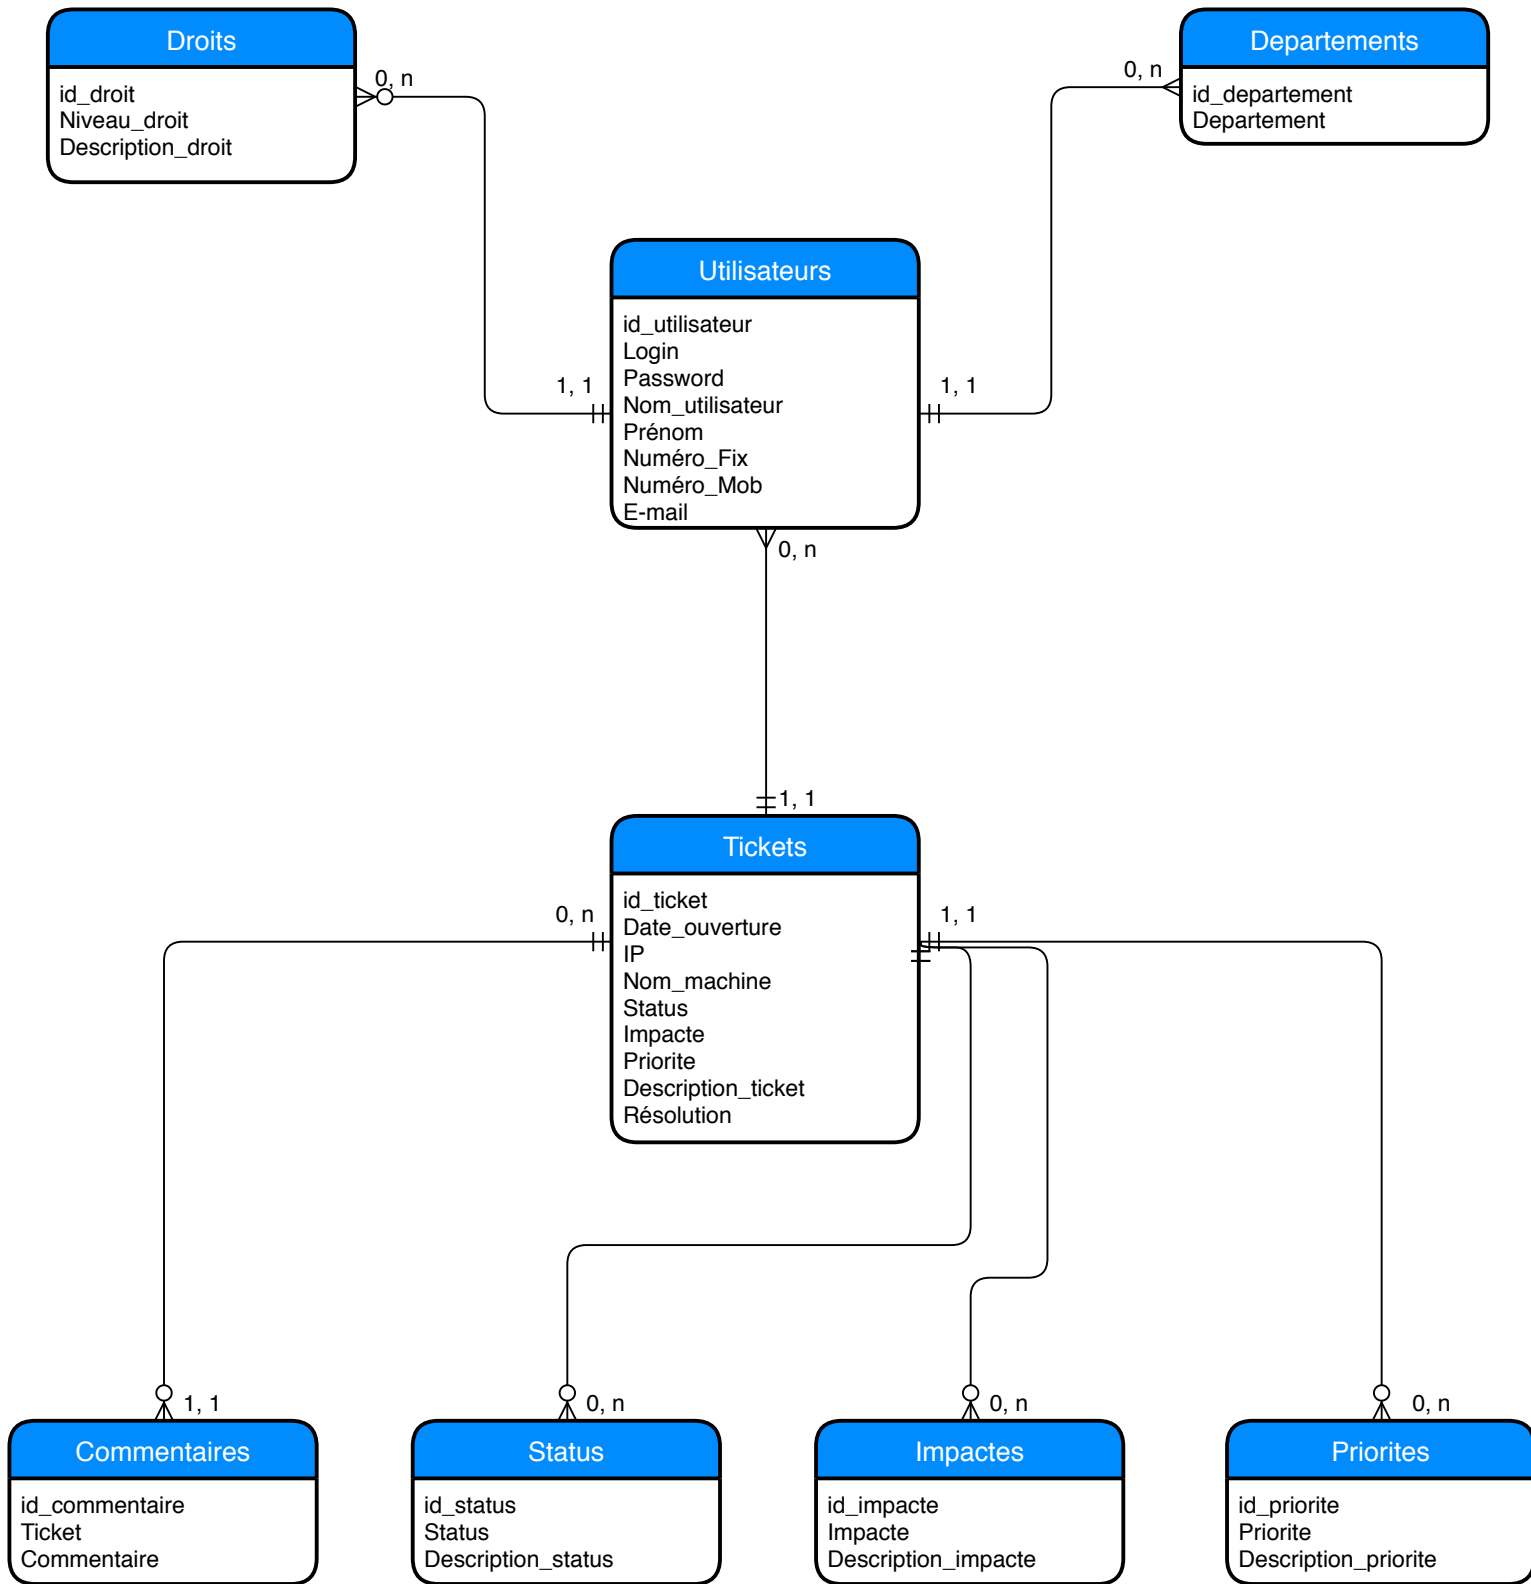 Droits
id_droit
Niveau_droit
Description_droit
0, n
Departements
id_departement
Departement
0, n
Utilisateurs
id_utilisateur
Login
Password
Nom_utilisateur
Prénom
Numéro_Fix
Numéro_Mob
E-mail
1, 1
1, 1
0, n
1, 1
Tickets
id_ticket
Date_ouverture
IP
Nom_machine
Status
Impacte
Priorite
Description_ticket
Résolution
0, n
1, 1
1, 1
Commentaires
id_commentaire
Ticket
Commentaire
0, n
Status
id_status
Status
Description_status
0, n
Impactes
id_impacte
Impacte
Description_impacte
0, n
Priorites
id_priorite
Priorite
Description_priorite